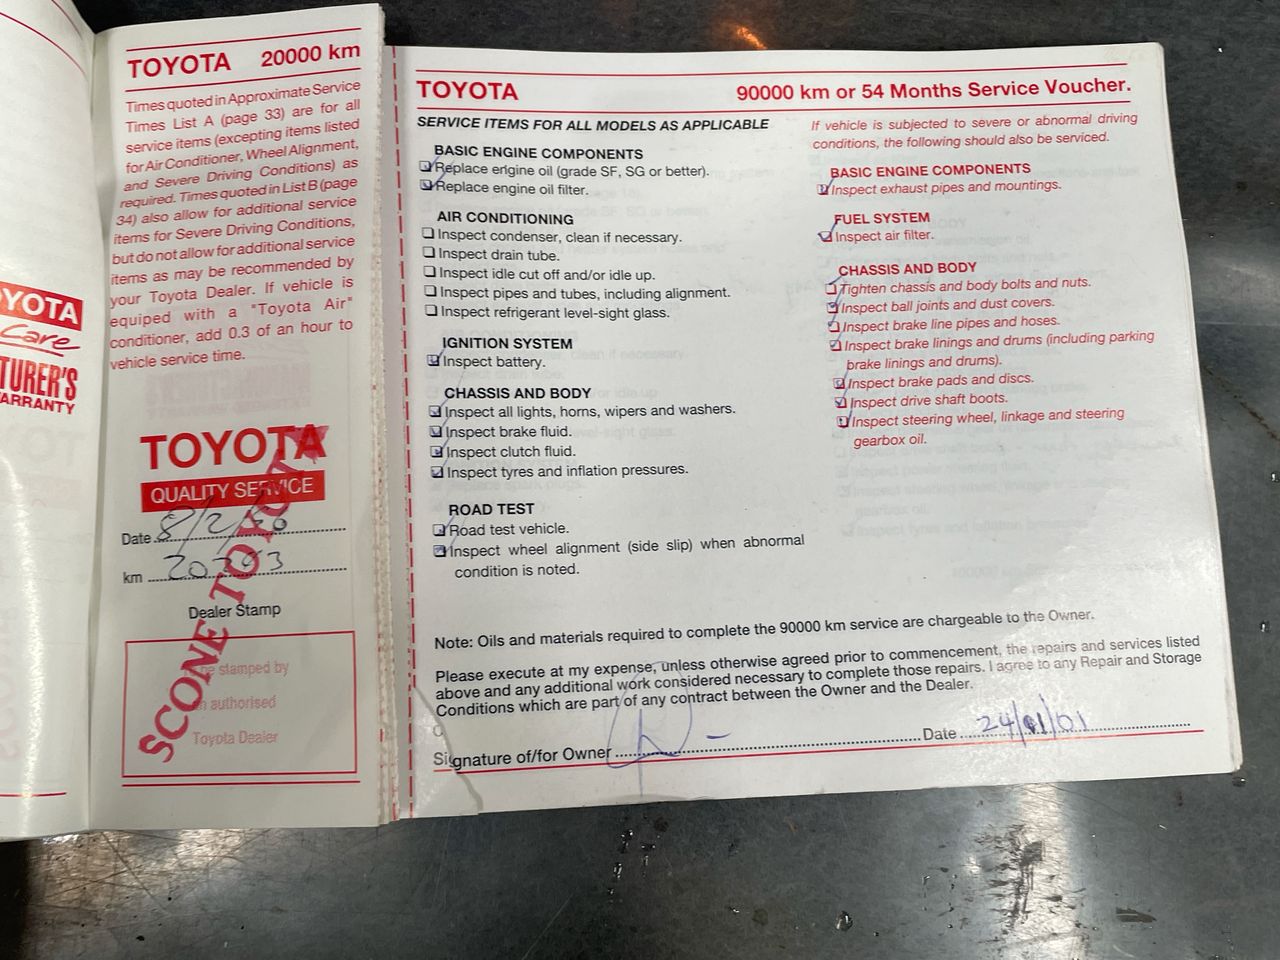 YOTA
Care
TURER'S
ARRANTY
TOYOTA 20000 km
Times quoted in Approximate Service
Times List A (page 33) are for all
service items (excepting items listed
for Air Conditioner, Wheel Alignment,
and Severe Driving Conditions) as
required. Times quoted in List B (page
34) also allow for additional service
items for Severe Driving Conditions,
but do not allow for additional service
items as may be recommended by
your Toyota Dealer. If vehicle is
equiped with a "Toyota Air"
conditioner, add 0.3 of an hour to
vehicle service time.
TOYOTA
QUALITY SERVICE
Date 8/2/
km
Dealer Stamp
be stamped by
an authorised
Toyota Dealer
SCONE TOYOTA
TOYOTA 90000 km or 54 Months Service Voucher.
SERVICE ITEMS FOR ALL MODELS AS APPLICABLE
BASIC ENGINE COMPONENTS
Replace engine oil (grade SF, SG or better).
Replace engine oil filter.
AIR CONDITIONING
Inspect condenser, clean if necessary.
Inspect drain tube.
Inspect idle cut off and/or idle up.
Inspect pipes and tubes, including alignment.
Inspect refrigerant level-sight glass.
IGNITION SYSTEM
Inspect battery.
CHASSIS AND BODY
Inspect all lights, horns, wipers and washers.
Inspect brake fluid.
Inspect clutch fluid.
Inspect tyres and inflation pressures.
ROAD TEST
Road test vehicle.
Inspect wheel alignment (side slip) when abnormal
condition is noted.
If vehicle is subjected to severe or abnormal driving
conditions, the following should also be serviced.
BASIC ENGINE COMPONENTS
Inspect exhaust pipes and mountings.
FUEL SYSTEM
Inspect air filter.
CHASSIS AND BODY
Tighten chassis and body bolts and nuts.
Inspect ball joints and dust covers.
Inspect brake line pipes and hoses.
Inspect brake linings and drums (including parking
brake linings and drums).
Inspect brake pads and discs.
Inspect drive shaft boots.
Inspect steering wheel, linkage and steering
gearbox oil.
Note: Oils and materials required to complete the 90000 km service are chargeable to the Owner.
Please execute at my expense, unless otherwise agreed prior to commencement, the repairs and services listed
above and any additional work considered necessary to complete those repairs. I agree to any Repair and Storage
Conditions which are part of any contract between the Owner and the Dealer.
Signature of/for Owner Date 24/01/01